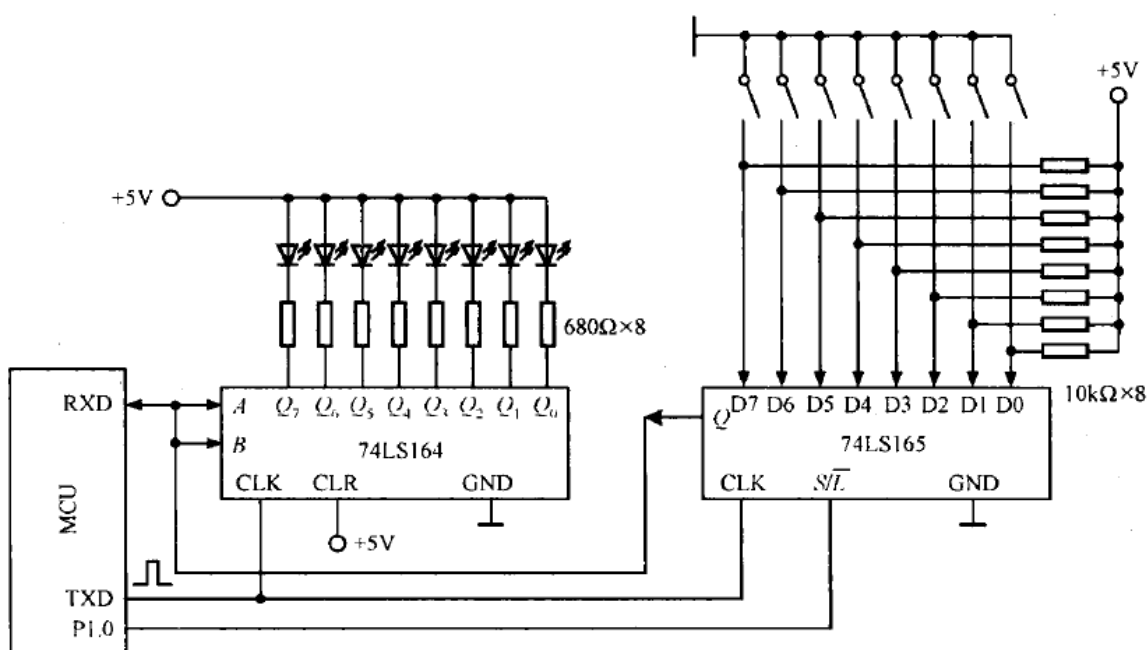 +5V
+5V
680Ω×8
RXD
A
Q7 Q6 Q5 Q4 Q3 Q2 Q1 Q0
B
74LS164
CLK
CLR
GND
+5V
MCU
TXD
P1.0
Q
D7 D6 D5 D4 D3 D2 D1 D0
10kΩ×8
74LS165
CLK
S/L̅
GND